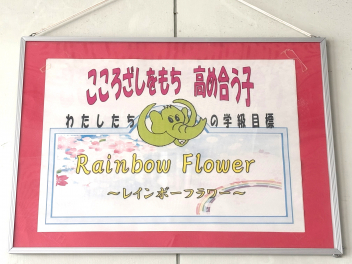 こころざしをもち 高め合う子
わたしたちの学級目標
Rainbow Flower
～レインボーフラワー～